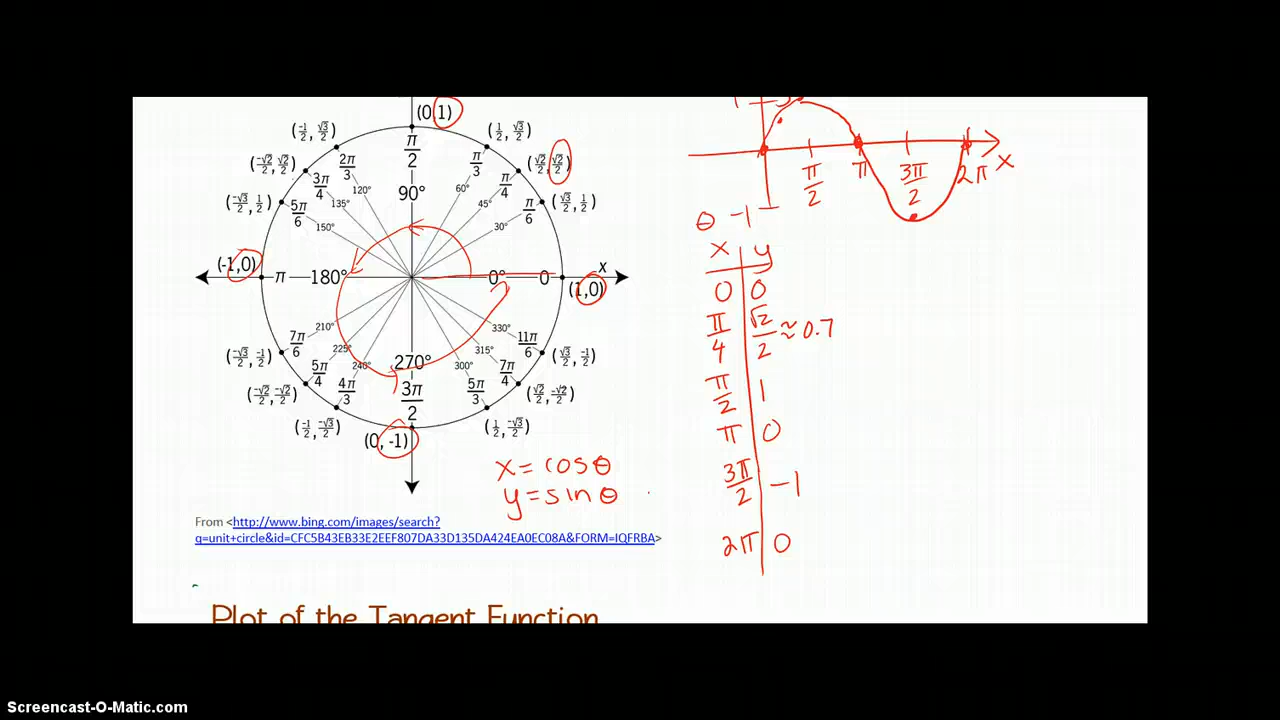 (0,1)
(-1/2, √3/2)
π/2
(1/2, √3/2)
(-√2/2, √2/2)
2π/3
π/3
(√2/2, √2/2)
3π/4
120°
90°
60°
π/4
(-√3/2, 1/2)
5π/6
135°
45°
π/6
(√3/2, 1/2)
150°
30°
(-1,0)
π
180°
0°
0
x
(1,0)
7π/6
210°
330°
11π/6
(-√3/2, -1/2)
225°
315°
(√3/2, -1/2)
5π/4
240°
270°
300°
7π/4
(-√2/2, -√2/2)
4π/3
3π/2
5π/3
(√2/2, -√2/2)
(-1/2, -√3/2)
(0, -1)
(1/2, -√3/2)
x = cosθ
y = sinθ
From <http://www.bing.com/images/search?
q=unit+circle&id=CFC5B43EB33E2EEF807DA33D135DA424EA0EC08A&FORM=IQFRBA>
Plot of the Tangent Function
1
π/2 π 3π/2 2π x
-1
θ
x y
0 0
π/4 √2/2 ≈ 0.7
π/2 1
π 0
3π/2 -1
2π 0
Screencast-O-Matic.com